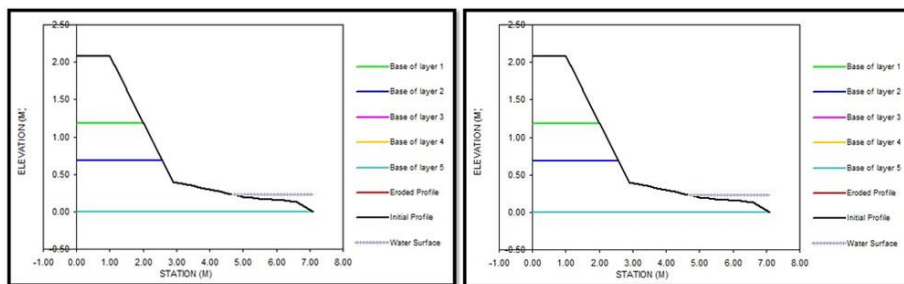 2.50
2.00
1.50
1.00
0.50
0.00
-0.50
ELEVATION (M)
-1.00 0.00 1.00 2.00 3.00 4.00 5.00 6.00 7.00 8.00
STATION (M)
Base of layer 1
Base of layer 2
Base of layer 3
Base of layer 4
Base of layer 5
Eroded Profile
Initial Profile
Water Surface
2.50
2.00
1.50
1.00
0.50
0.00
-0.50
ELEVATION (M)
-1.00 0.00 1.00 2.00 3.00 4.00 5.00 6.00 7.00 8.00
STATION (M)
Base of layer 1
Base of layer 2
Base of layer 3
Base of layer 4
Base of layer 5
Eroded Profile
Initial Profile
Water Surface